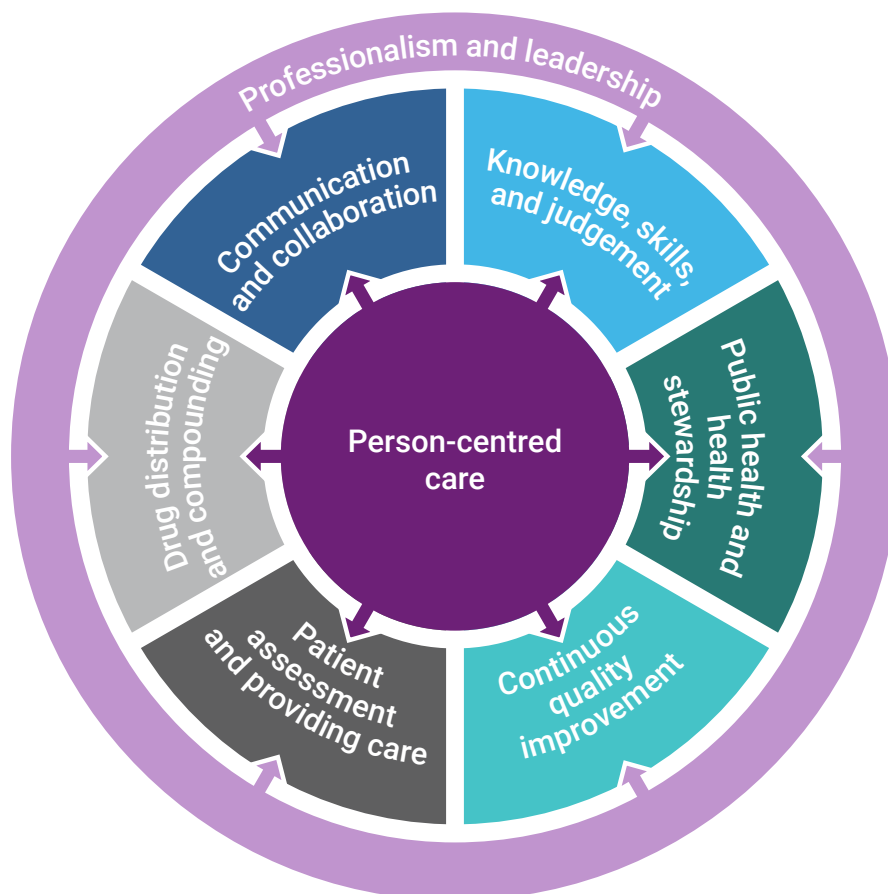 Professionalism and leadership
Communication
and collaboration
Knowledge, skills,
and judgement
Public health and
health
stewardship
Continuous
quality
improvement
Patient
assessment
and providing care
Drug distribution
and compounding
Person-centred
care